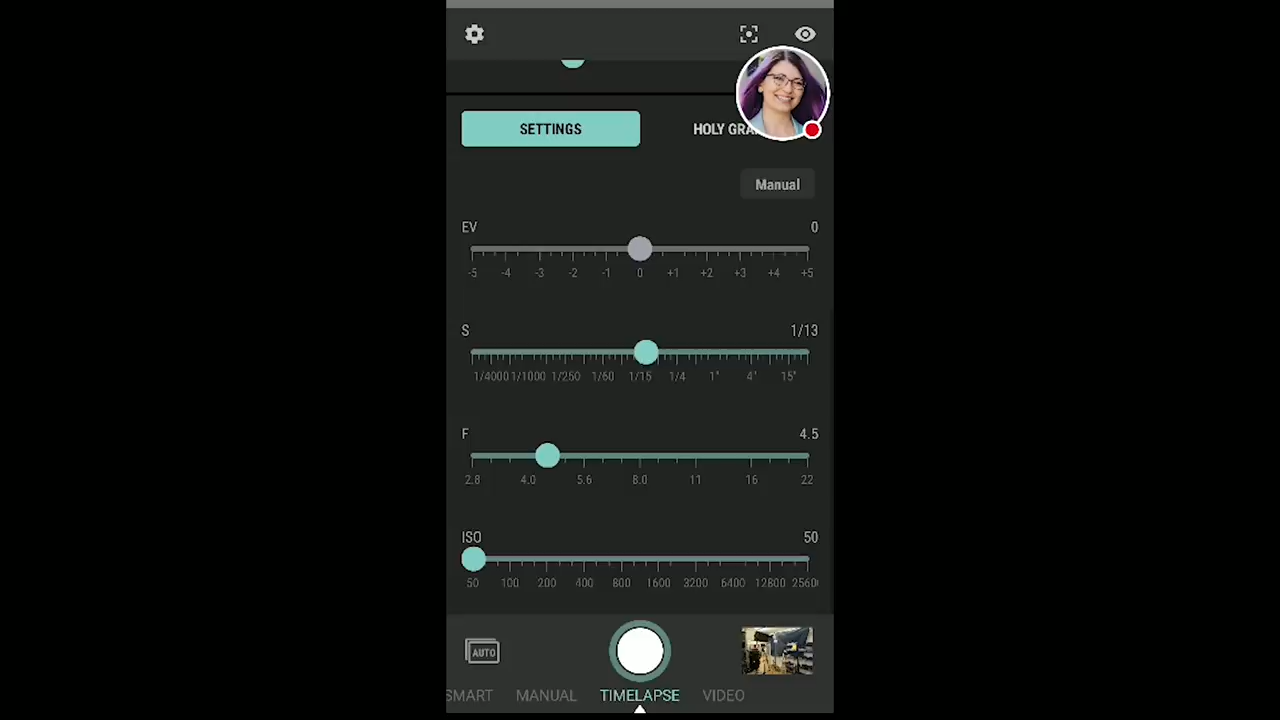 SETTINGS
HOLY GRA
Manual
EV 0
-5 -4 -3 -2 -1 0 +1 +2 +3 +4 +5
S 1/13
1/4000 1/1000 1/250 1/60 1/15 1/4 1" 4" 15"
F 4.5
2.8 4.0 5.6 8.0 11 16 22
ISO 50
50 100 200 400 800 1600 3200 6400 12800 25600
AUTO
SMART MANUAL TIMELAPSE VIDEO